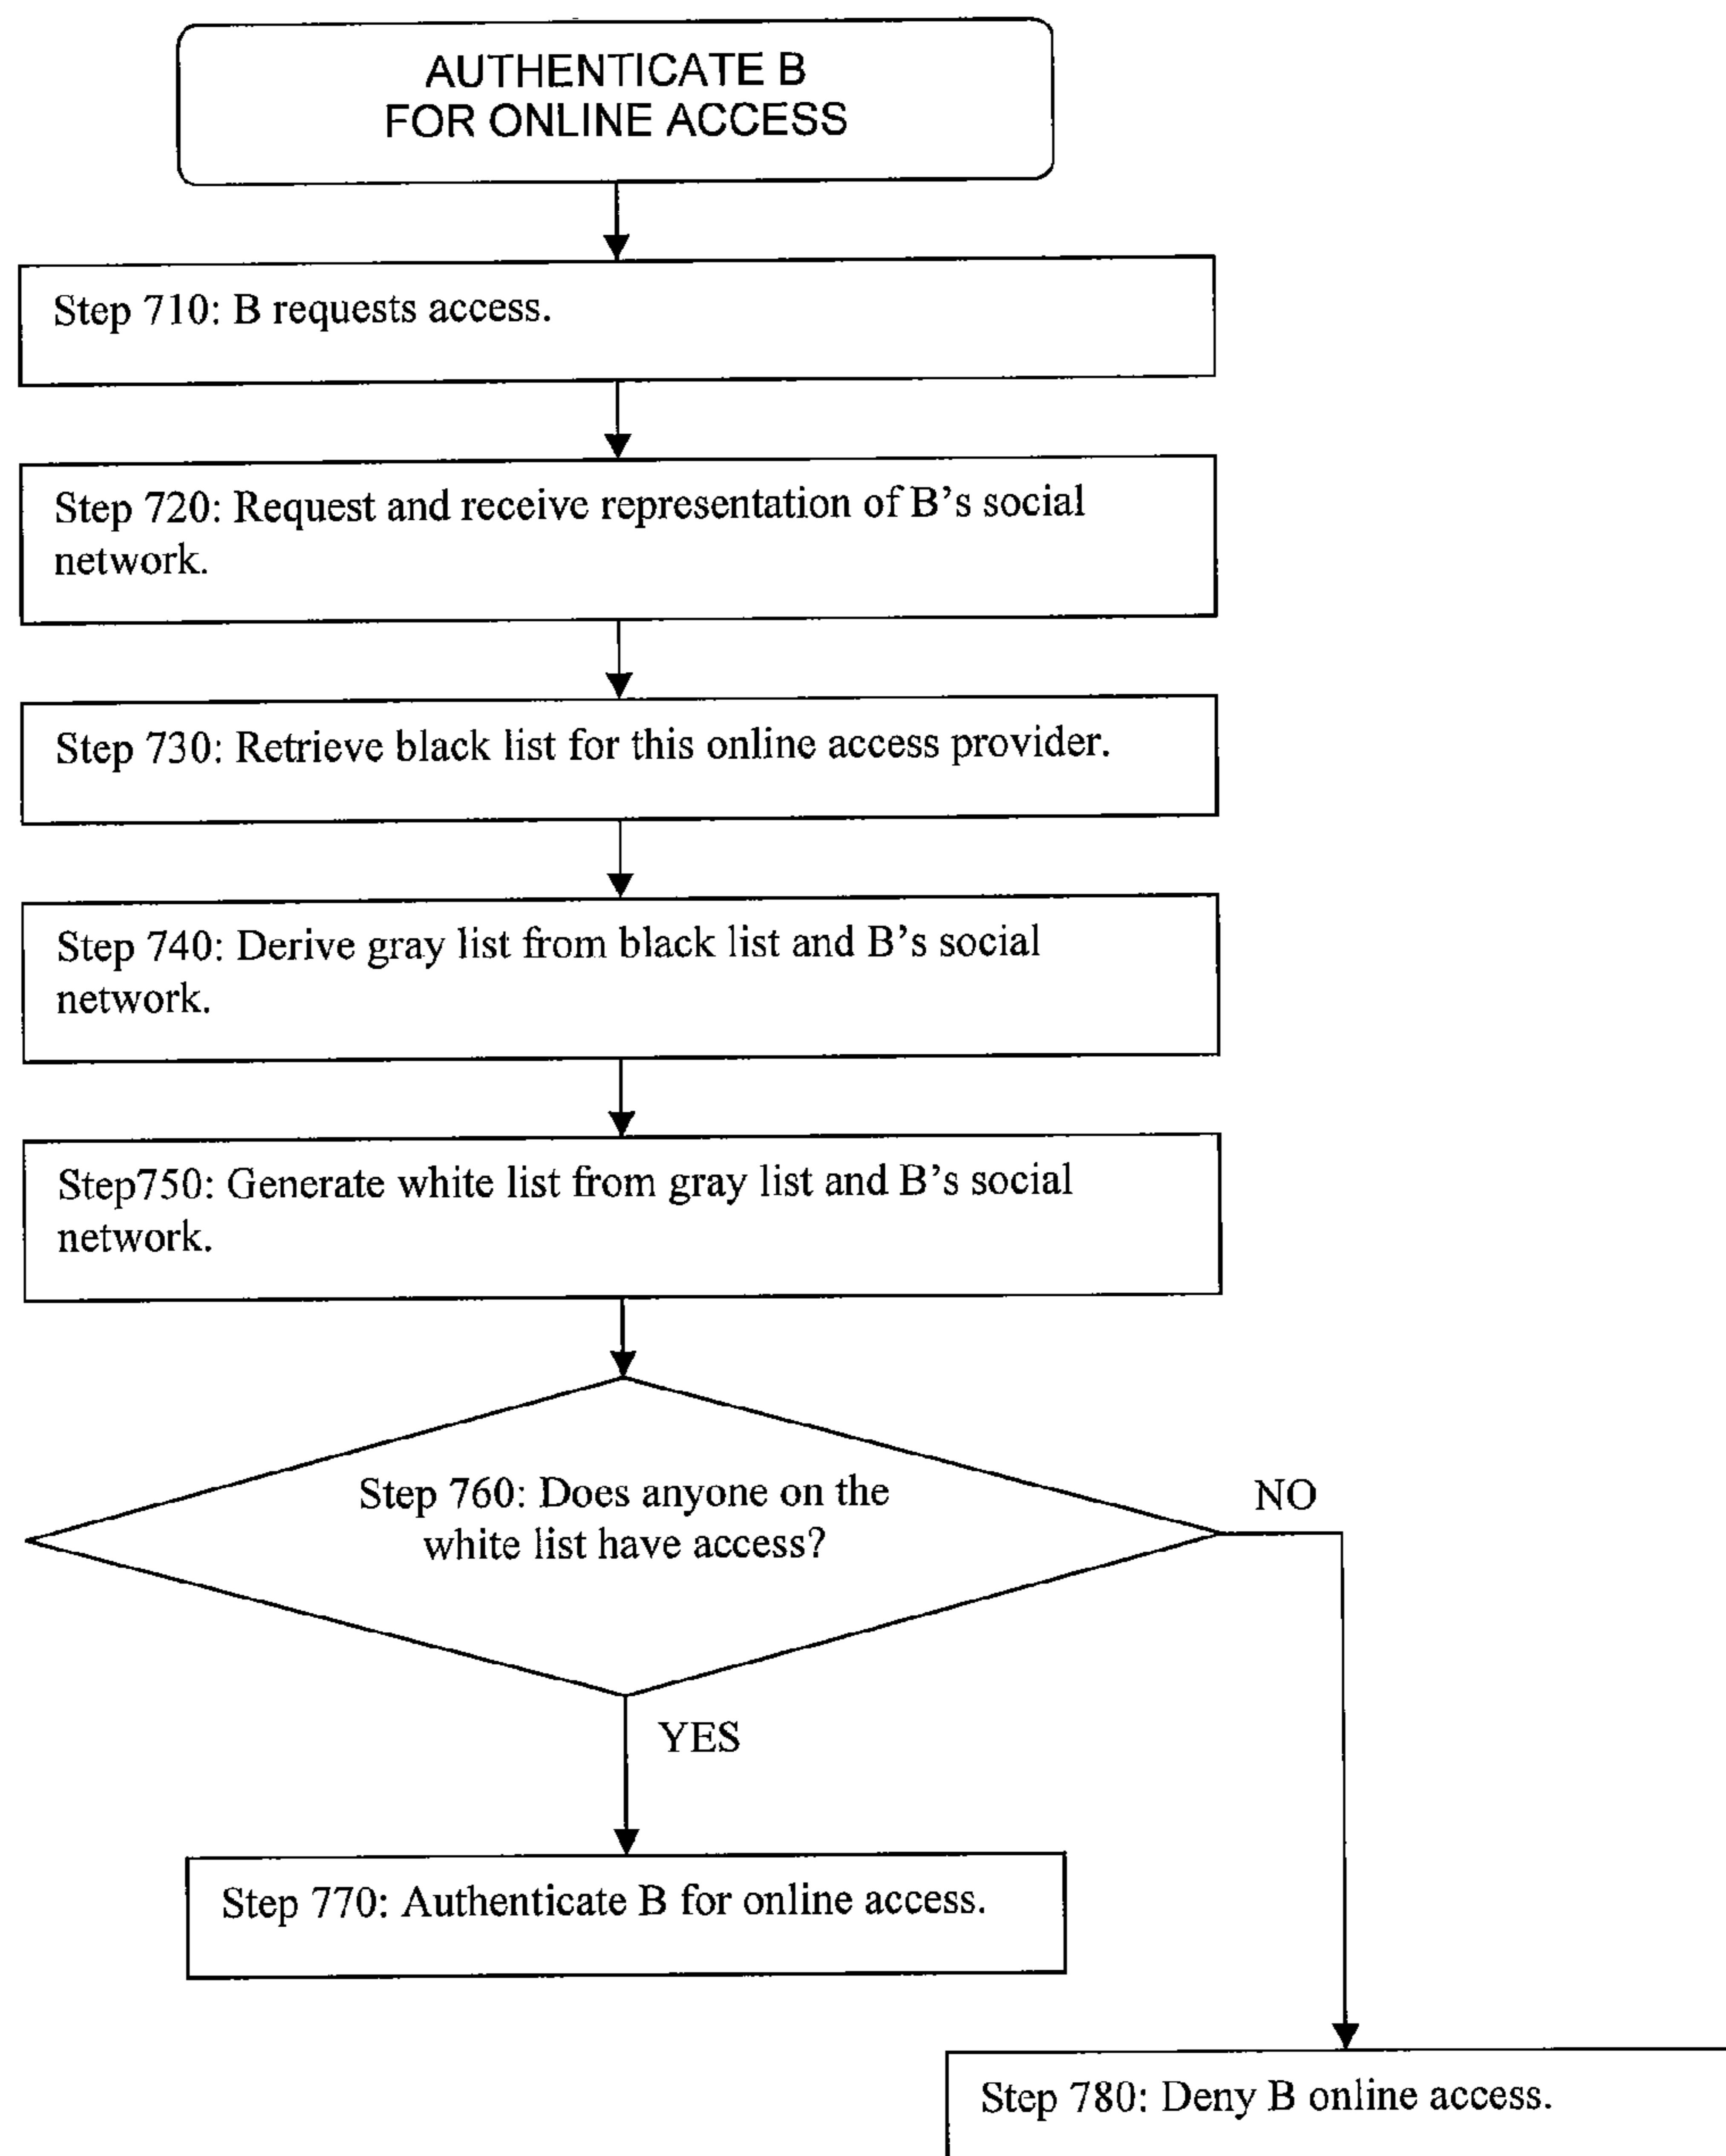 AUTHENTICATE B
FOR ONLINE ACCESS
Step 710: B requests access.
Step 720: Request and receive representation of B's social
network.
Step 730: Retrieve black list for this online access provider.
Step 740: Derive gray list from black list and B's social
network.
Step750: Generate white list from gray list and B's social
network.
Step 760: Does anyone on the
white list have access?
NO
YES
Step 770: Authenticate B for online access.
Step 780: Deny B online access.